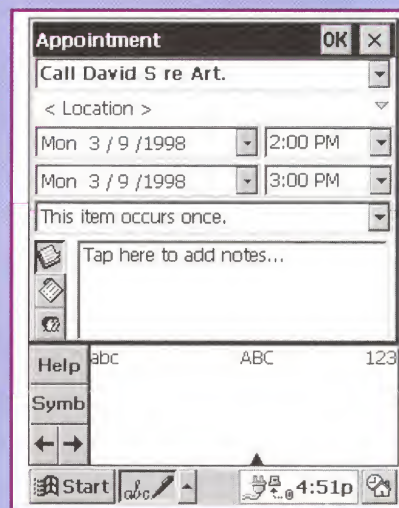 Appointment OK ×
Call David S re Art.
< Location >
Mon 3 / 9 /1998 2:00 PM
Mon 3 / 9 /1998 3:00 PM
This item occurs once.
Tap here to add notes...
Help abc ABC 123
Symb
← →
Start abc 4:51p